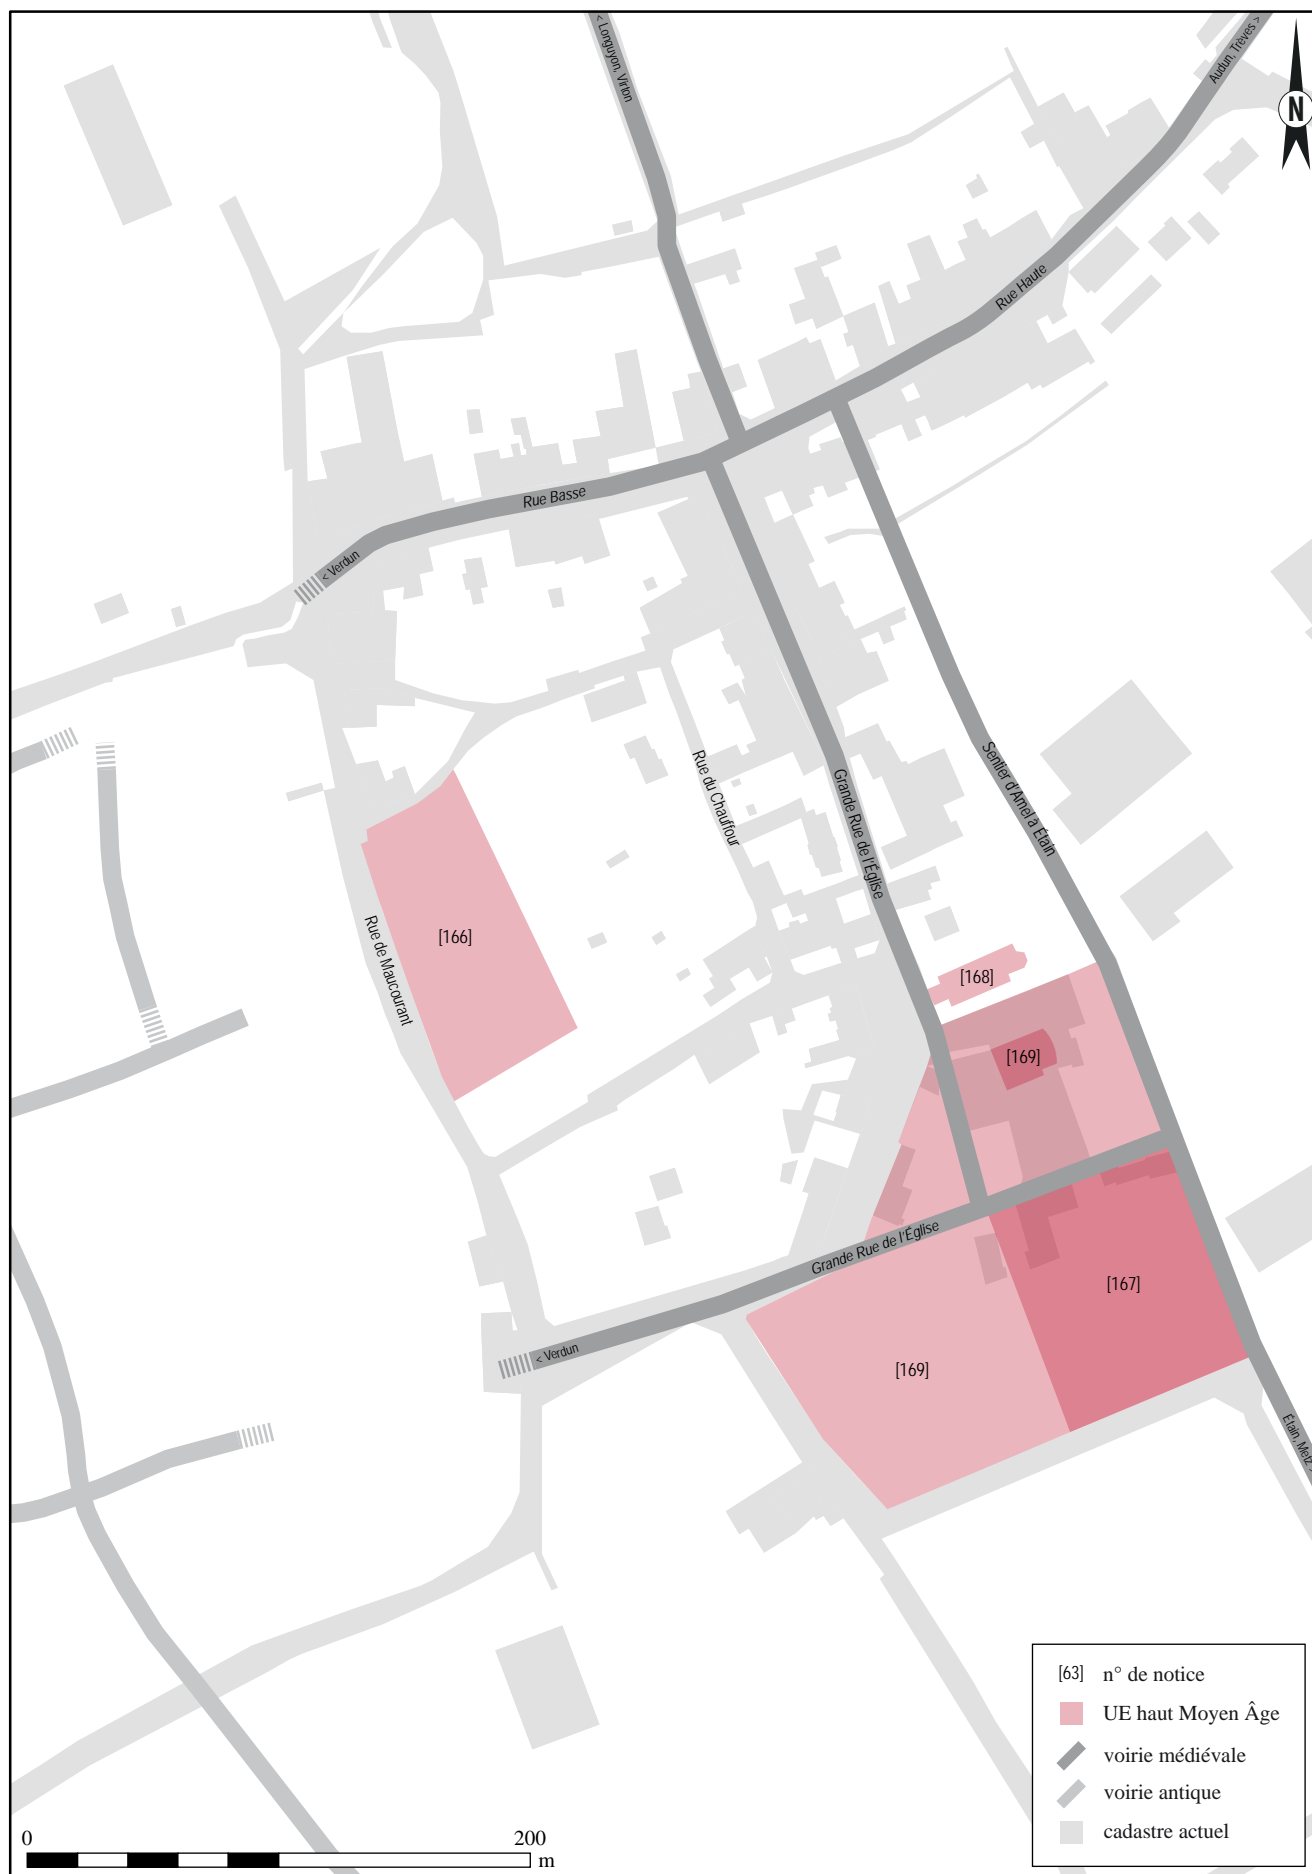 < Longuyon, Virton
Audun, Trèves >
N
Rue Haute
Rue Basse
< Verdun
Sentier d'Amel à Étain
Rue du Chauffour
Grande Rue de l'Église
[166]
Rue de Maucourant
[168]
[169]
Grande Rue de l'Église
[167]
< Verdun
[169]
Étain, Metz >
[63] n° de notice
UE haut Moyen Âge
voirie médiévale
voirie antique
cadastre actuel
0 200
m